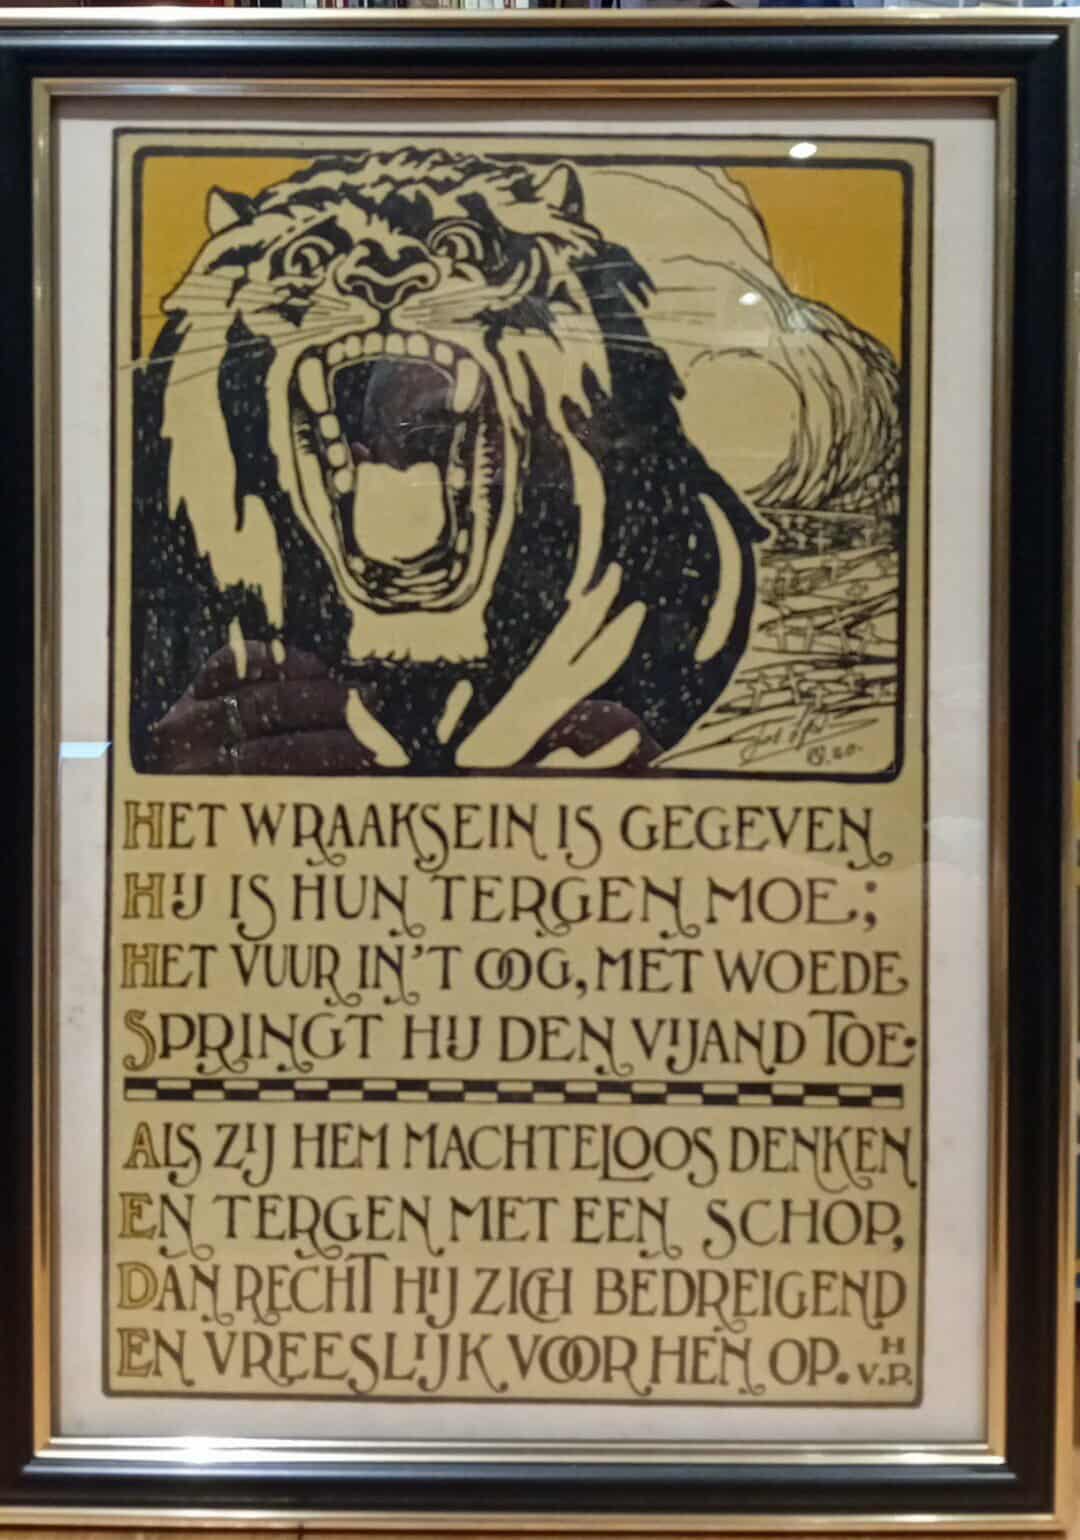 HET WRAAKSEIN IS GEGEVEN
HIJ IS HUN TERGEN MOE;
HET VUUR IN'T OOG, MET WOEDE
SPRINGT HIJ DEN VIJAND TOE.
ALS ZIJ HEM MACHTELOOS DENKEN
EN TERGEN MET EEN SCHOP,
DAN RECHT HIJ ZICH BEDREIGEND
EN VREESLIJK VOOR HEN OP.
H
V.P.